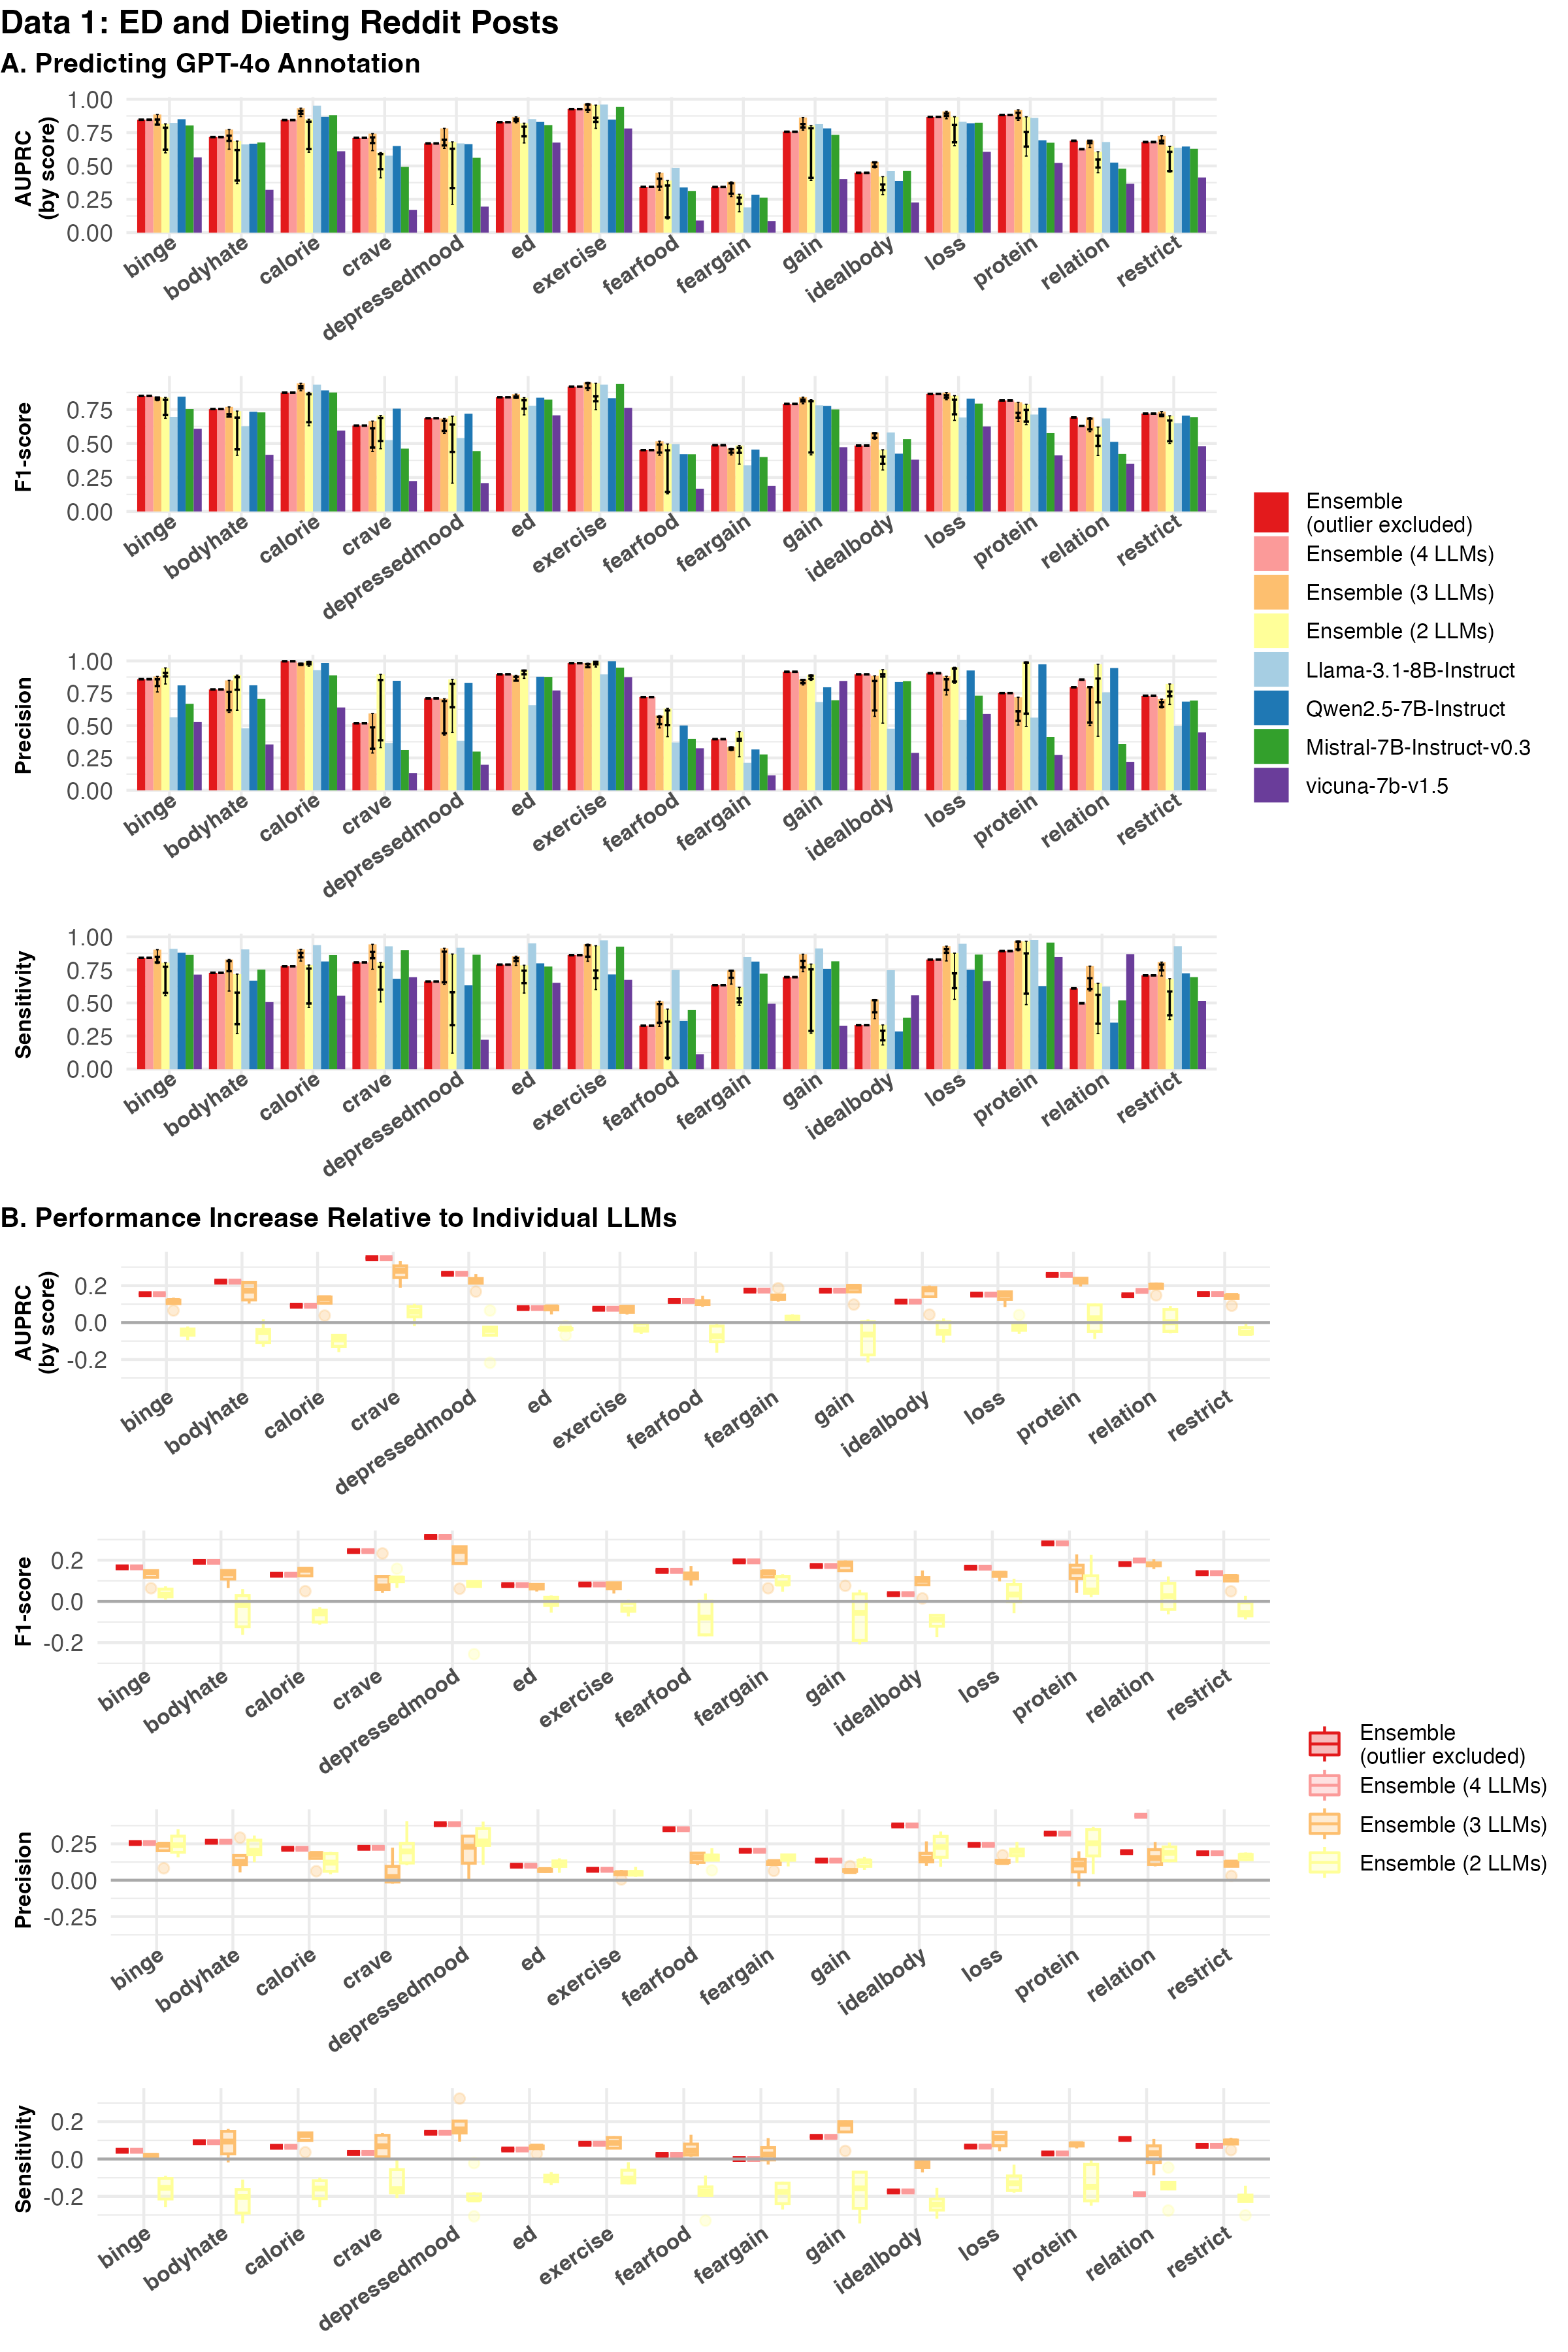 Data 1: ED and Dieting Reddit Posts
A. Predicting GPT-4o Annotation
AUPRC
(by score)
1.00
0.75
0.50
0.25
0.00
binge
bodyhate
calorie
crave
depressedmood
ed
exercise
fearfood
feargain
gain
idealbody
loss
protein
relation
restrict
F1-score
0.75
0.50
0.25
0.00
binge
bodyhate
calorie
crave
depressedmood
ed
exercise
fearfood
feargain
gain
idealbody
loss
protein
relation
restrict
Precision
1.00
0.75
0.50
0.25
0.00
binge
bodyhate
calorie
crave
depressedmood
ed
exercise
fearfood
feargain
gain
idealbody
loss
protein
relation
restrict
Sensitivity
1.00
0.75
0.50
0.25
0.00
binge
bodyhate
calorie
crave
depressedmood
ed
exercise
fearfood
feargain
gain
idealbody
loss
protein
relation
restrict
Ensemble
(outlier excluded)
Ensemble (4 LLMs)
Ensemble (3 LLMs)
Ensemble (2 LLMs)
Llama-3.1-8B-Instruct
Qwen2.5-7B-Instruct
Mistral-7B-Instruct-v0.3
vicuna-7b-v1.5
B. Performance Increase Relative to Individual LLMs
AUPRC
(by score)
0.2
0.0
-0.2
binge
bodyhate
calorie
crave
depressedmood
ed
exercise
fearfood
feargain
gain
idealbody
loss
protein
relation
restrict
F1-score
0.2
0.0
-0.2
binge
bodyhate
calorie
crave
depressedmood
ed
exercise
fearfood
feargain
gain
idealbody
loss
protein
relation
restrict
Precision
0.25
0.00
-0.25
binge
bodyhate
calorie
crave
depressedmood
ed
exercise
fearfood
feargain
gain
idealbody
loss
protein
relation
restrict
Sensitivity
0.2
0.0
-0.2
binge
bodyhate
calorie
crave
depressedmood
ed
exercise
fearfood
feargain
gain
idealbody
loss
protein
relation
restrict
Ensemble
(outlier excluded)
Ensemble (4 LLMs)
Ensemble (3 LLMs)
Ensemble (2 LLMs)